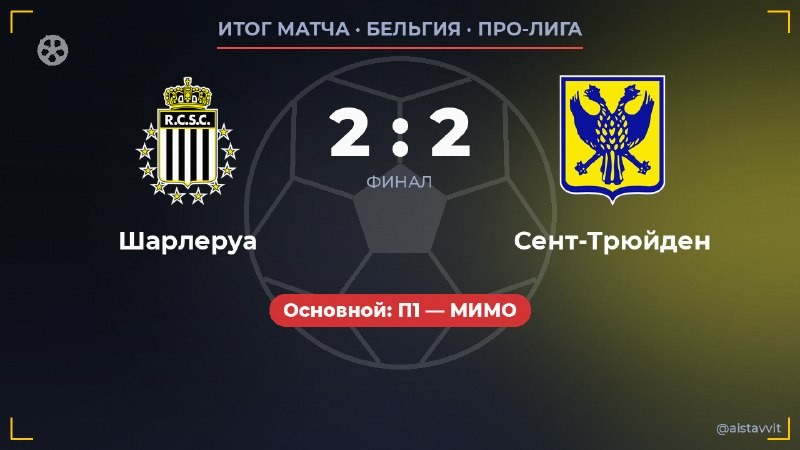 ИТОГ МАТЧА · БЕЛЬГИЯ · ПРО-ЛИГА
R.C.S.C.
2 : 2
ФИНАЛ
Шарлеруа
Сент-Трюйден
Основной: П1 — МИМО
@aistavvit